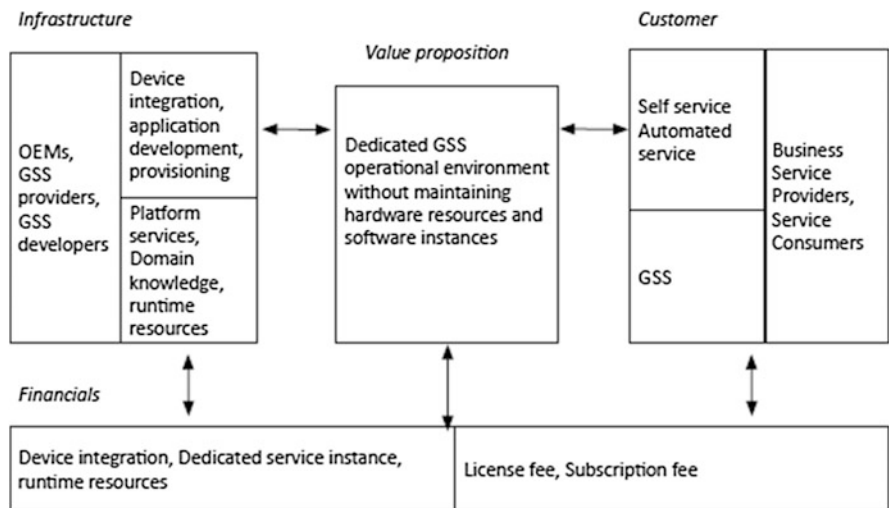 Infrastructure
Customer
Value proposition
OEMs,
GSS
providers,
GSS
developers
Device
integration,
application
development,
provisioning
Platform
services,
Domain
knowledge,
runtime
resources
Dedicated GSS
operational environment
without maintaining
hardware resources and
software instances
Self service
Automated
service
GSS
Business
Service
Providers,
Service
Consumers
Financials
Device integration, Dedicated service instance,
runtime resources
License fee, Subscription fee